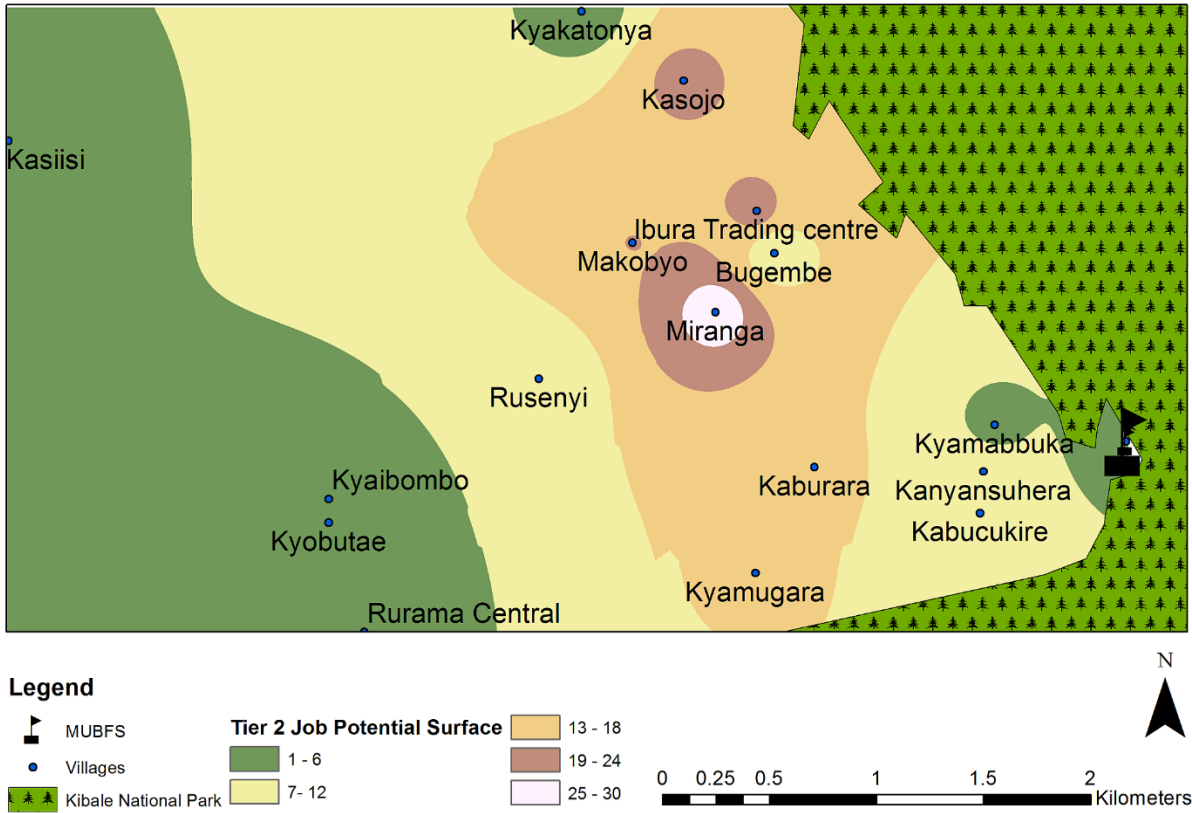 Kyakatonya
Kasojo
Kasiisi
Ibura Trading centre
Makobyo
Bugembe
Miranga
Rusenyi
Kyamabbuka
Kyaibombo
Kaburara
Kanyansuhera
Kyobutae
Kabucukire
Kyamugara
Rurama Central
N
Legend
MUBFS
Villages
Kibale National Park
Tier 2 Job Potential Surface
1 - 6
7- 12
13 - 18
19 - 24
25 - 30
0 0.25 0.5 1 1.5 2
Kilometers